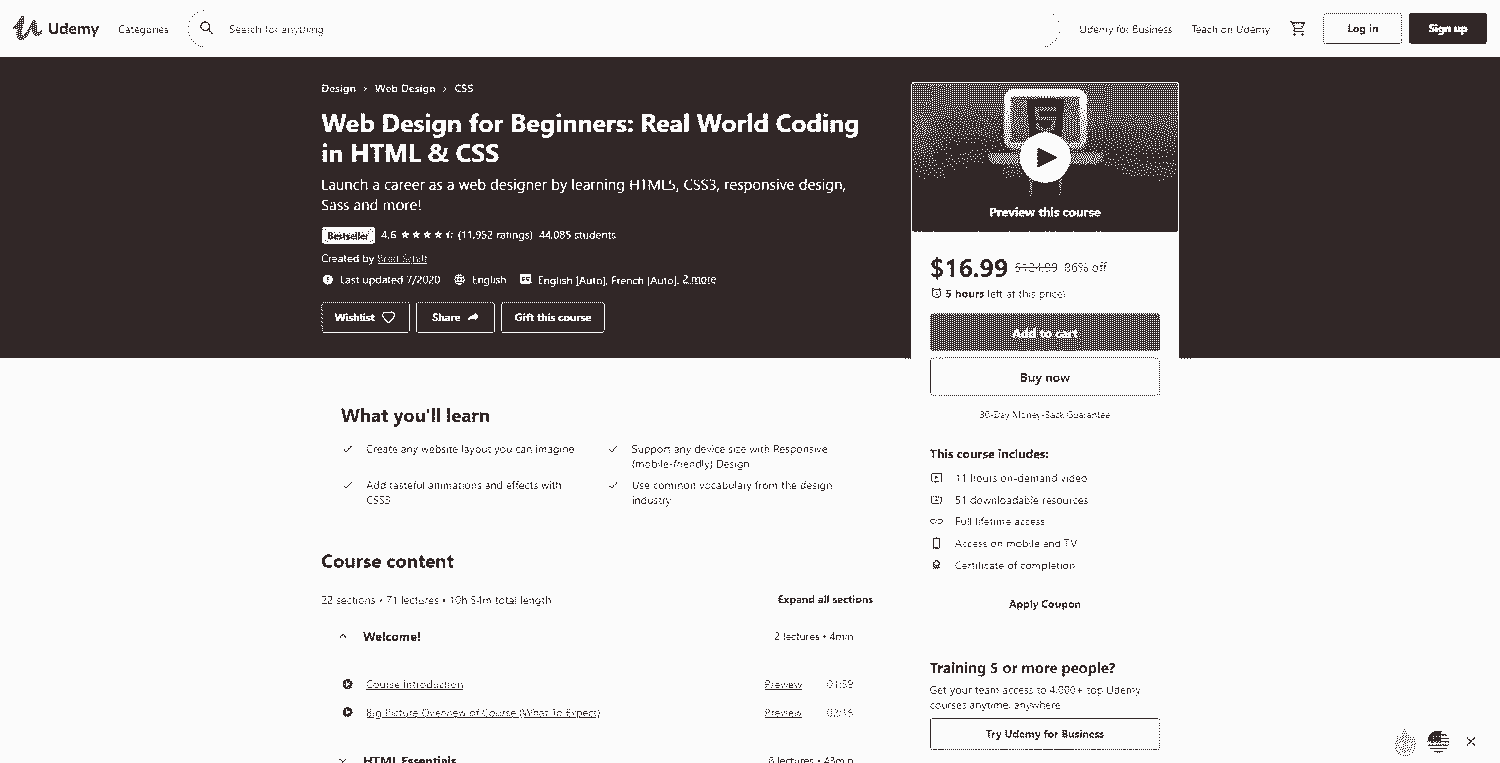 Udemy
Categories
Search for anything
Udemy for Business
Teach on Udemy
Log in
Sign up
Design > Web Design > CSS
Web Design for Beginners: Real World Coding
in HTML & CSS
Launch a career as a web designer by learning HTML5, CSS3, responsive design,
Sass and more!
Bestseller 4.6 (11,952 ratings) 44,085 students
Created by Brad Schiff
Last updated 7/2020 English English [Auto], French [Auto], 2 more
Wishlist Share Gift this course
Preview this course
$16.99 $124.99 86% off
5 hours left at this price!
Add to cart
Buy now
30-Day Money-Back Guarantee
This course includes:
11 hours on-demand video
51 downloadable resources
Full lifetime access
Access on mobile and TV
Certificate of completion
Apply Coupon
Training 5 or more people?
Get your team access to 4,000+ top Udemy
courses anytime, anywhere.
Try Udemy for Business
What you'll learn
Create any website layout you can imagine
Support any device size with Responsive
(mobile-friendly) Design
Add tasteful animations and effects with
CSS3
Use common vocabulary from the design
industry
Course content
22 sections • 71 lectures • 10h 54m total length
Expand all sections
Welcome!
2 lectures • 4min
Course Introduction Preview 01:59
Big Picture Overview of Course (What To Expect) Preview
HTML Essentials
8 lectures • 43min